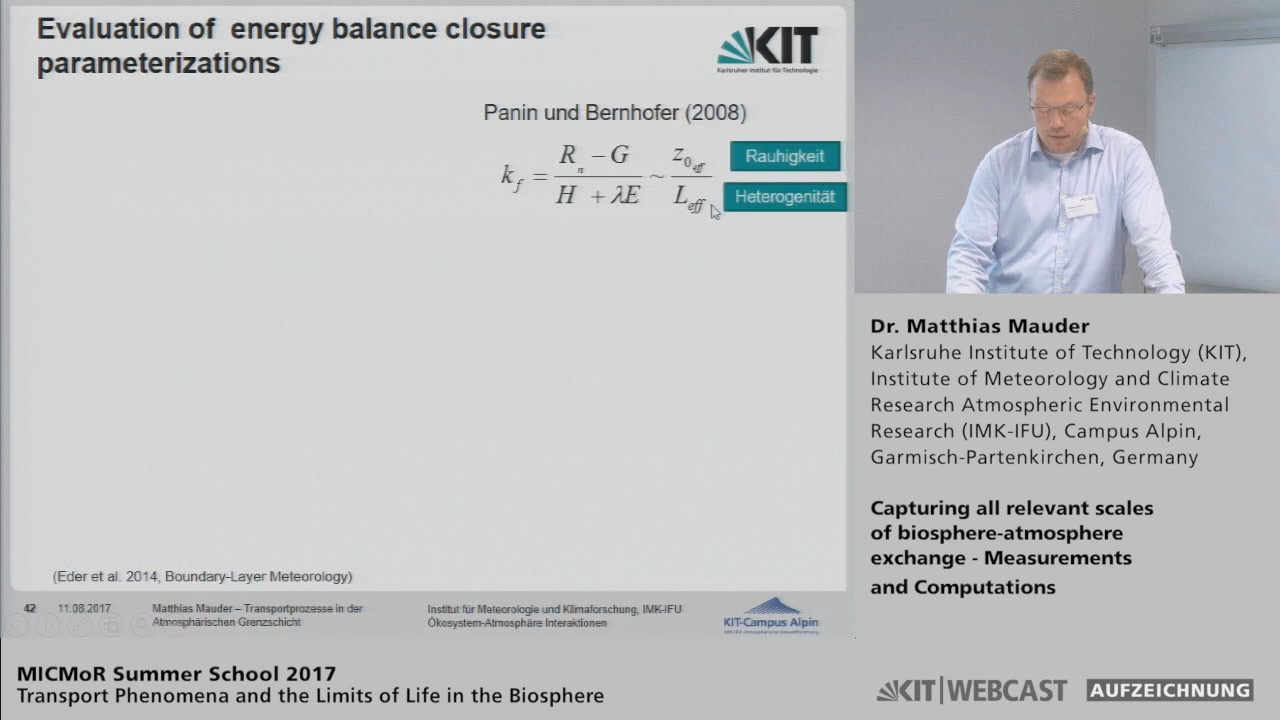 Evaluation of energy balance closure
parameterizations
KIT
Karlsruher Institut für Technologie
Panin und Bernhofer (2008)
k_f = (R_n − G) / (H + λE) ~ z_0eff / L_eff
Rauhigkeit
Heterogenität
(Eder et al. 2014, Boundary-Layer Meteorology)
42 11.08.2017 Matthias Mauder – Transportprozesse in der
Atmosphärischen Grenzschicht
Institut für Meteorologie und Klimaforschung, IMK-IFU
Ökosystem-Atmosphäre Interaktionen
KIT-Campus Alpin
Dr. Matthias Mauder
Karlsruhe Institute of Technology (KIT),
Institute of Meteorology and Climate
Research Atmospheric Environmental
Research (IMK-IFU), Campus Alpin,
Garmisch-Partenkirchen, Germany
Capturing all relevant scales
of biosphere-atmosphere
exchange - Measurements
and Computations
MICMoR Summer School 2017
Transport Phenomena and the Limits of Life in the Biosphere
KIT|WEBCAST AUFZEICHNUNG